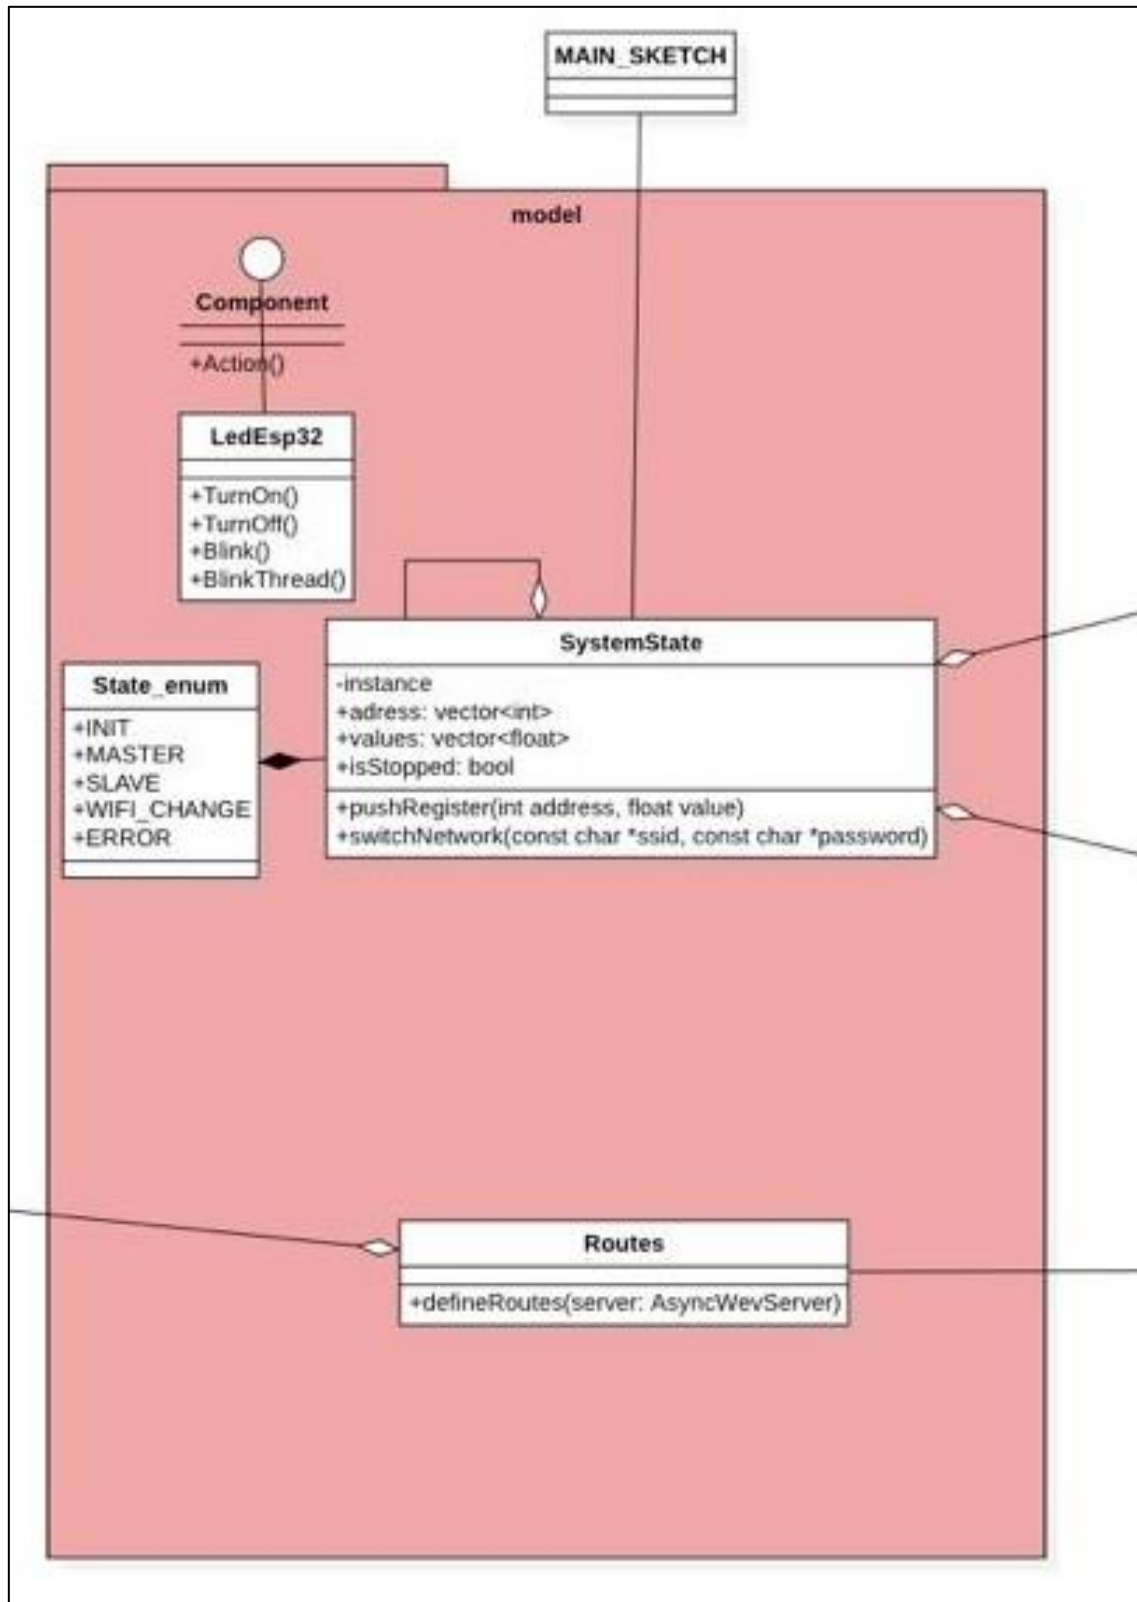 MAIN_SKETCH
model
Component
+Action()
LedEsp32
+TurnOn()
+TurnOff()
+Blink()
+BlinkThread()
SystemState
-instance
+adress: vector<int>
+values: vector<float>
+isStopped: bool
+pushRegister(int address, float value)
+switchNetwork(const char *ssid, const char *password)
State_enum
+INIT
+MASTER
+SLAVE
+WIFI_CHANGE
+ERROR
Routes
+defineRoutes(server: AsyncWevServer)